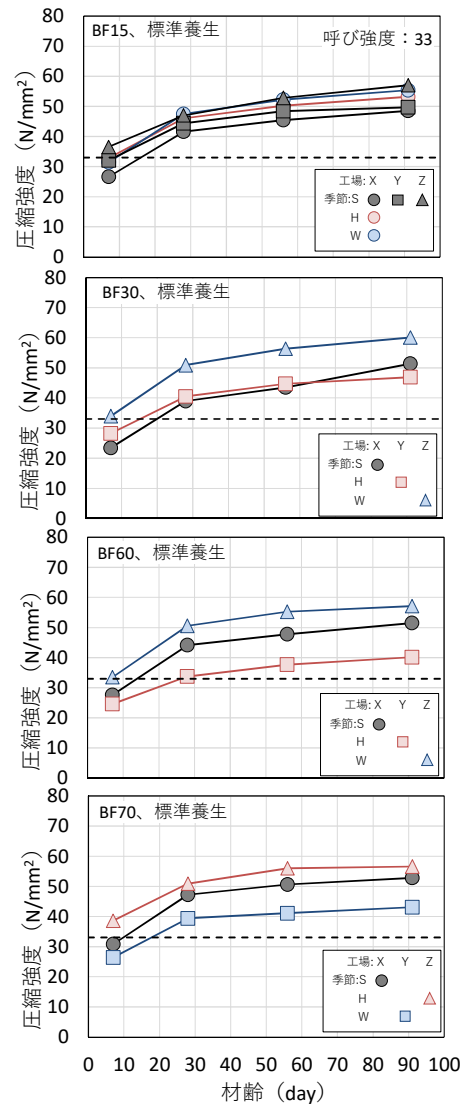 BF15、標準養生
呼び強度：33
圧縮強度（N/mm²）
80
70
60
50
40
30
20
10
0
工場: X Y Z
季節:S
H
W
BF30、標準養生
圧縮強度（N/mm²）
80
70
60
50
40
30
20
10
0
工場: X Y Z
季節:S
H
W
BF60、標準養生
圧縮強度（N/mm²）
80
70
60
50
40
30
20
10
0
工場: X Y Z
季節:S
H
W
BF70、標準養生
圧縮強度（N/mm²）
80
70
60
50
40
30
20
10
0
工場: X Y Z
季節:S
H
W
0 10 20 30 40 50 60 70 80 90 100
材齢（day）